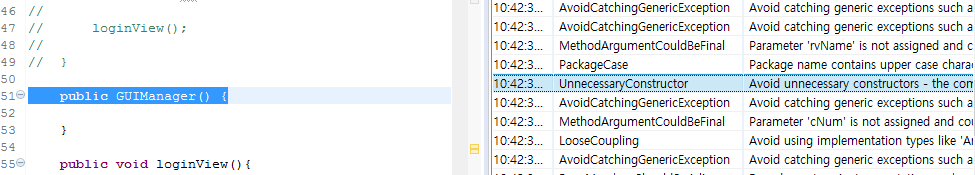 46 //
47 //      loginView();
48 //
49 //  }
50
51 public GUIManager() {
52
53 }
54
55 public void loginView(){
10:42:3... AvoidCatchingGenericException Avoid catching generic exceptions such a
10:42:3... AvoidCatchingGenericException Avoid catching generic exceptions such a
10:42:3... MethodArgumentCouldBeFinal Parameter 'rvName' is not assigned and c
10:42:3... PackageCase Package name contains upper case chara
10:42:3... UnnecessaryConstructor Avoid unnecessary constructors - the com
10:42:3... AvoidCatchingGenericException Avoid catching generic exceptions such a
10:42:3... MethodArgumentCouldBeFinal Parameter 'cNum' is not assigned and cou
10:42:3... LooseCoupling Avoid using implementation types like 'Ar
10:42:3... AvoidCatchingGenericException Avoid catching generic exceptions such a